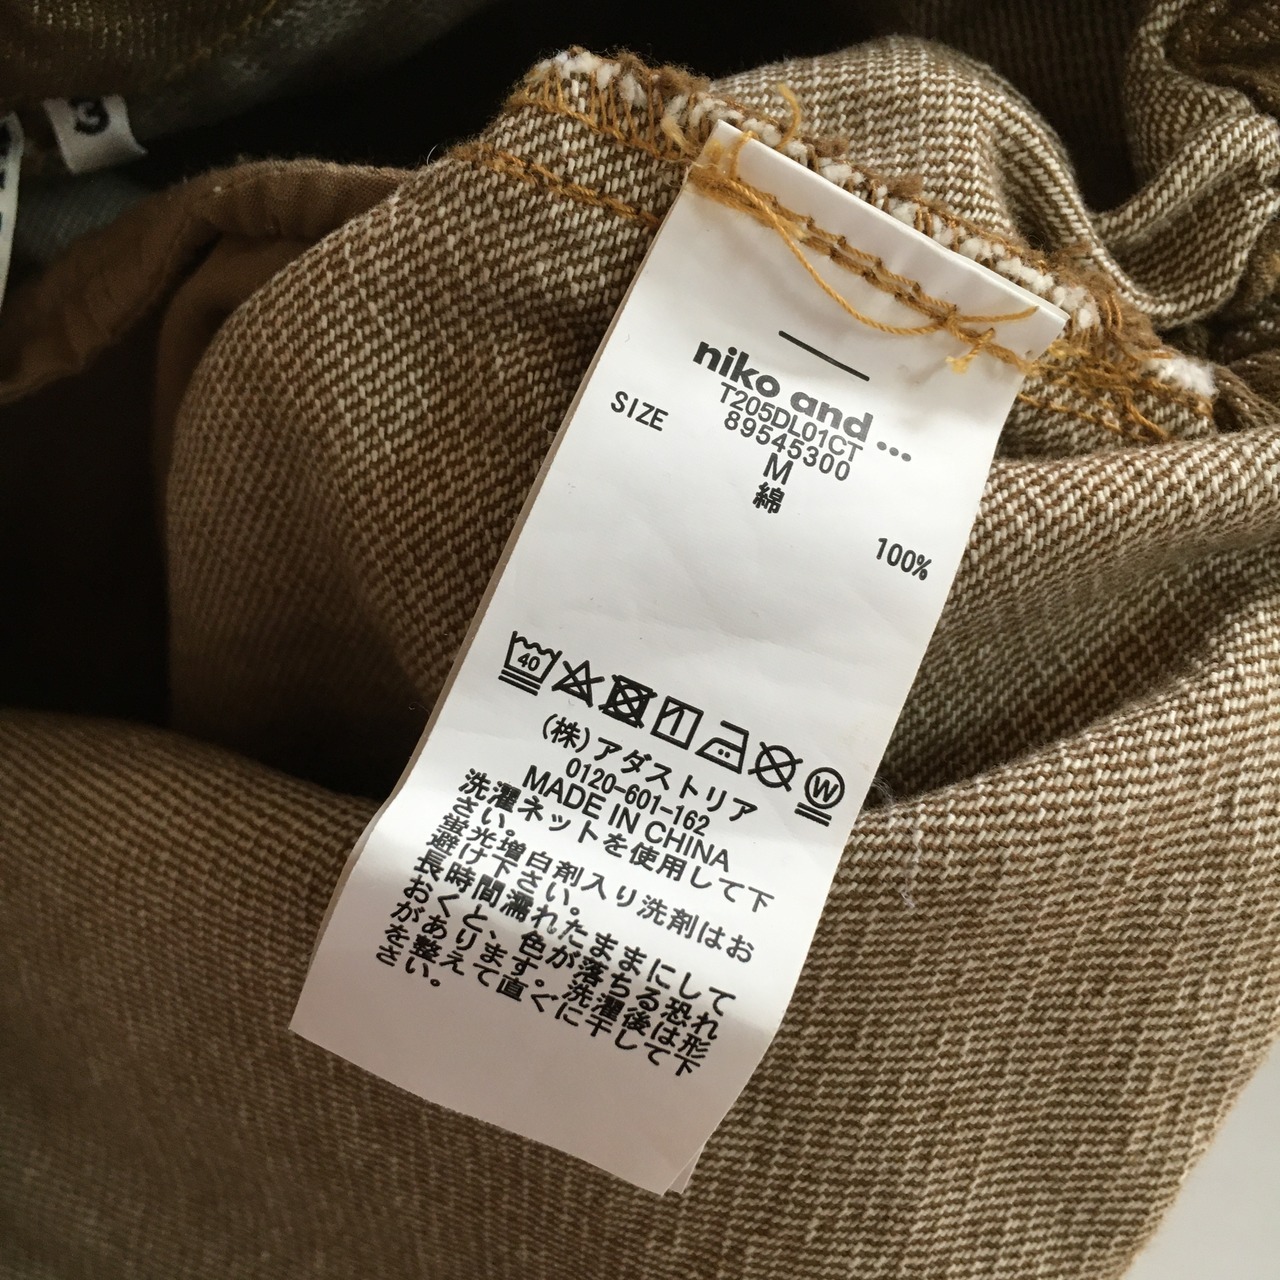 3
niko and ...
T205DL01CT
89545300
SIZE M
綿 100%
40
W
(株)アダストリア
0120-601-162
MADE IN CHINA
洗濯ネットを使用して下
さい。
蛍光増白剤入り洗剤はお
避け下さい。
長時間濡れたままにして
おくと、色が落ちる恐れ
があります。洗濯後は形
を整えて直ぐに干して下
さい。